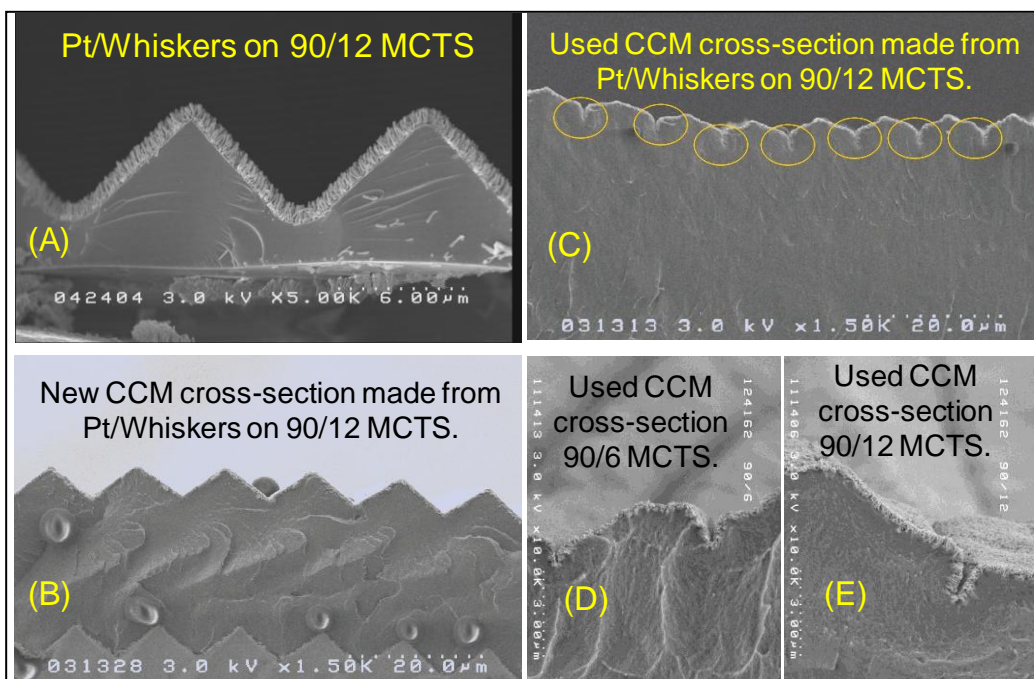 Pt/Whiskers on 90/12 MCTS
(A)
042404 3.0 kV X5.00K 6.00µm
Used CCM cross-section made from
Pt/Whiskers on 90/12 MCTS.
(C)
031313 3.0 kV x1.50K 20.0µm
New CCM cross-section made from
Pt/Whiskers on 90/12 MCTS.
(B)
031328 3.0 kV x1.50K 20.0µm
Used CCM
cross-section
90/6 MCTS.
(D)
111413 3.0 kV x10.0K 3.00µm
124162 90/6
Used CCM
cross-section
90/12 MCTS.
(E)
111406 3.0 kV x10.0K 3.00µm
124162 90/12